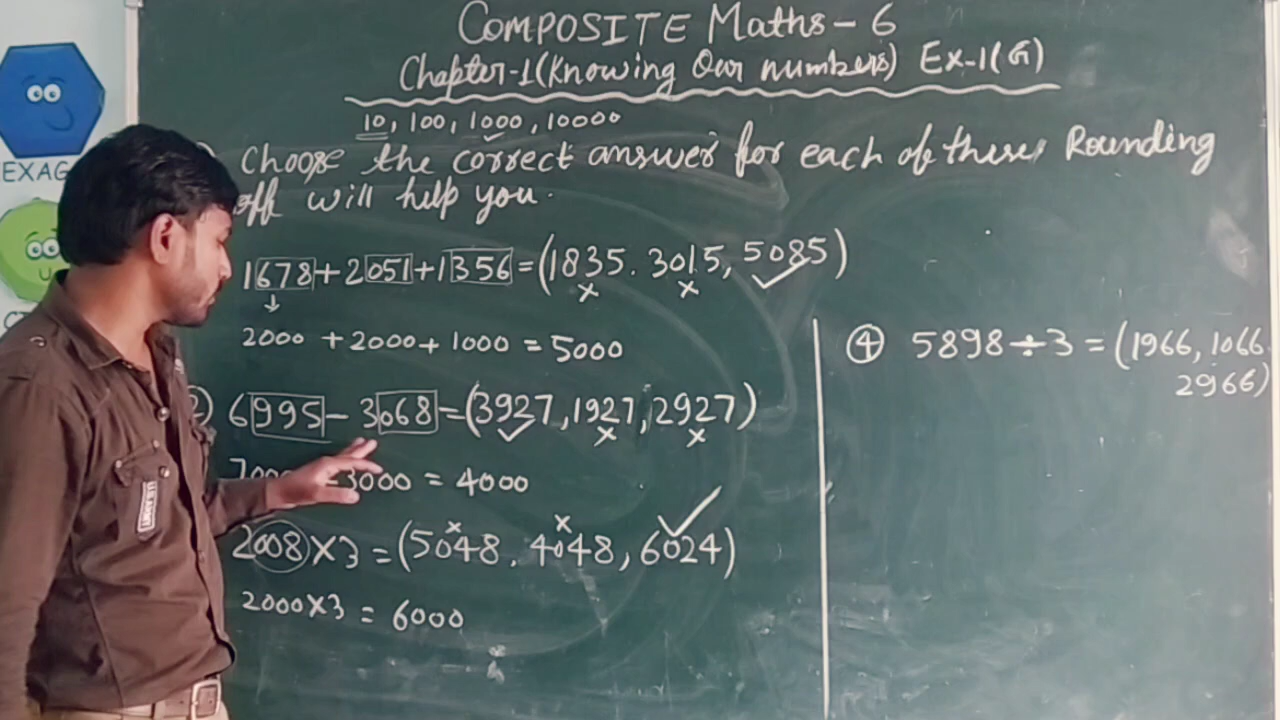 COMPOSITE Maths - 6
Chapter-1(Knowing Our numbers) Ex-1(G)
10, 100, 1000, 10000
Choose the correct answer for each of these, Rounding
off will help you.
1678+2051+1356=(1835. 3015, 5085)
2000 +2000+ 1000 = 5000
6995-3068=(3927,1927,2927)
-3000 = 4000
2008×3=(5048. 4048, 6024)
2000×3 = 6000
④ 5898÷3=(1966, 1066.
2966)
EXAG